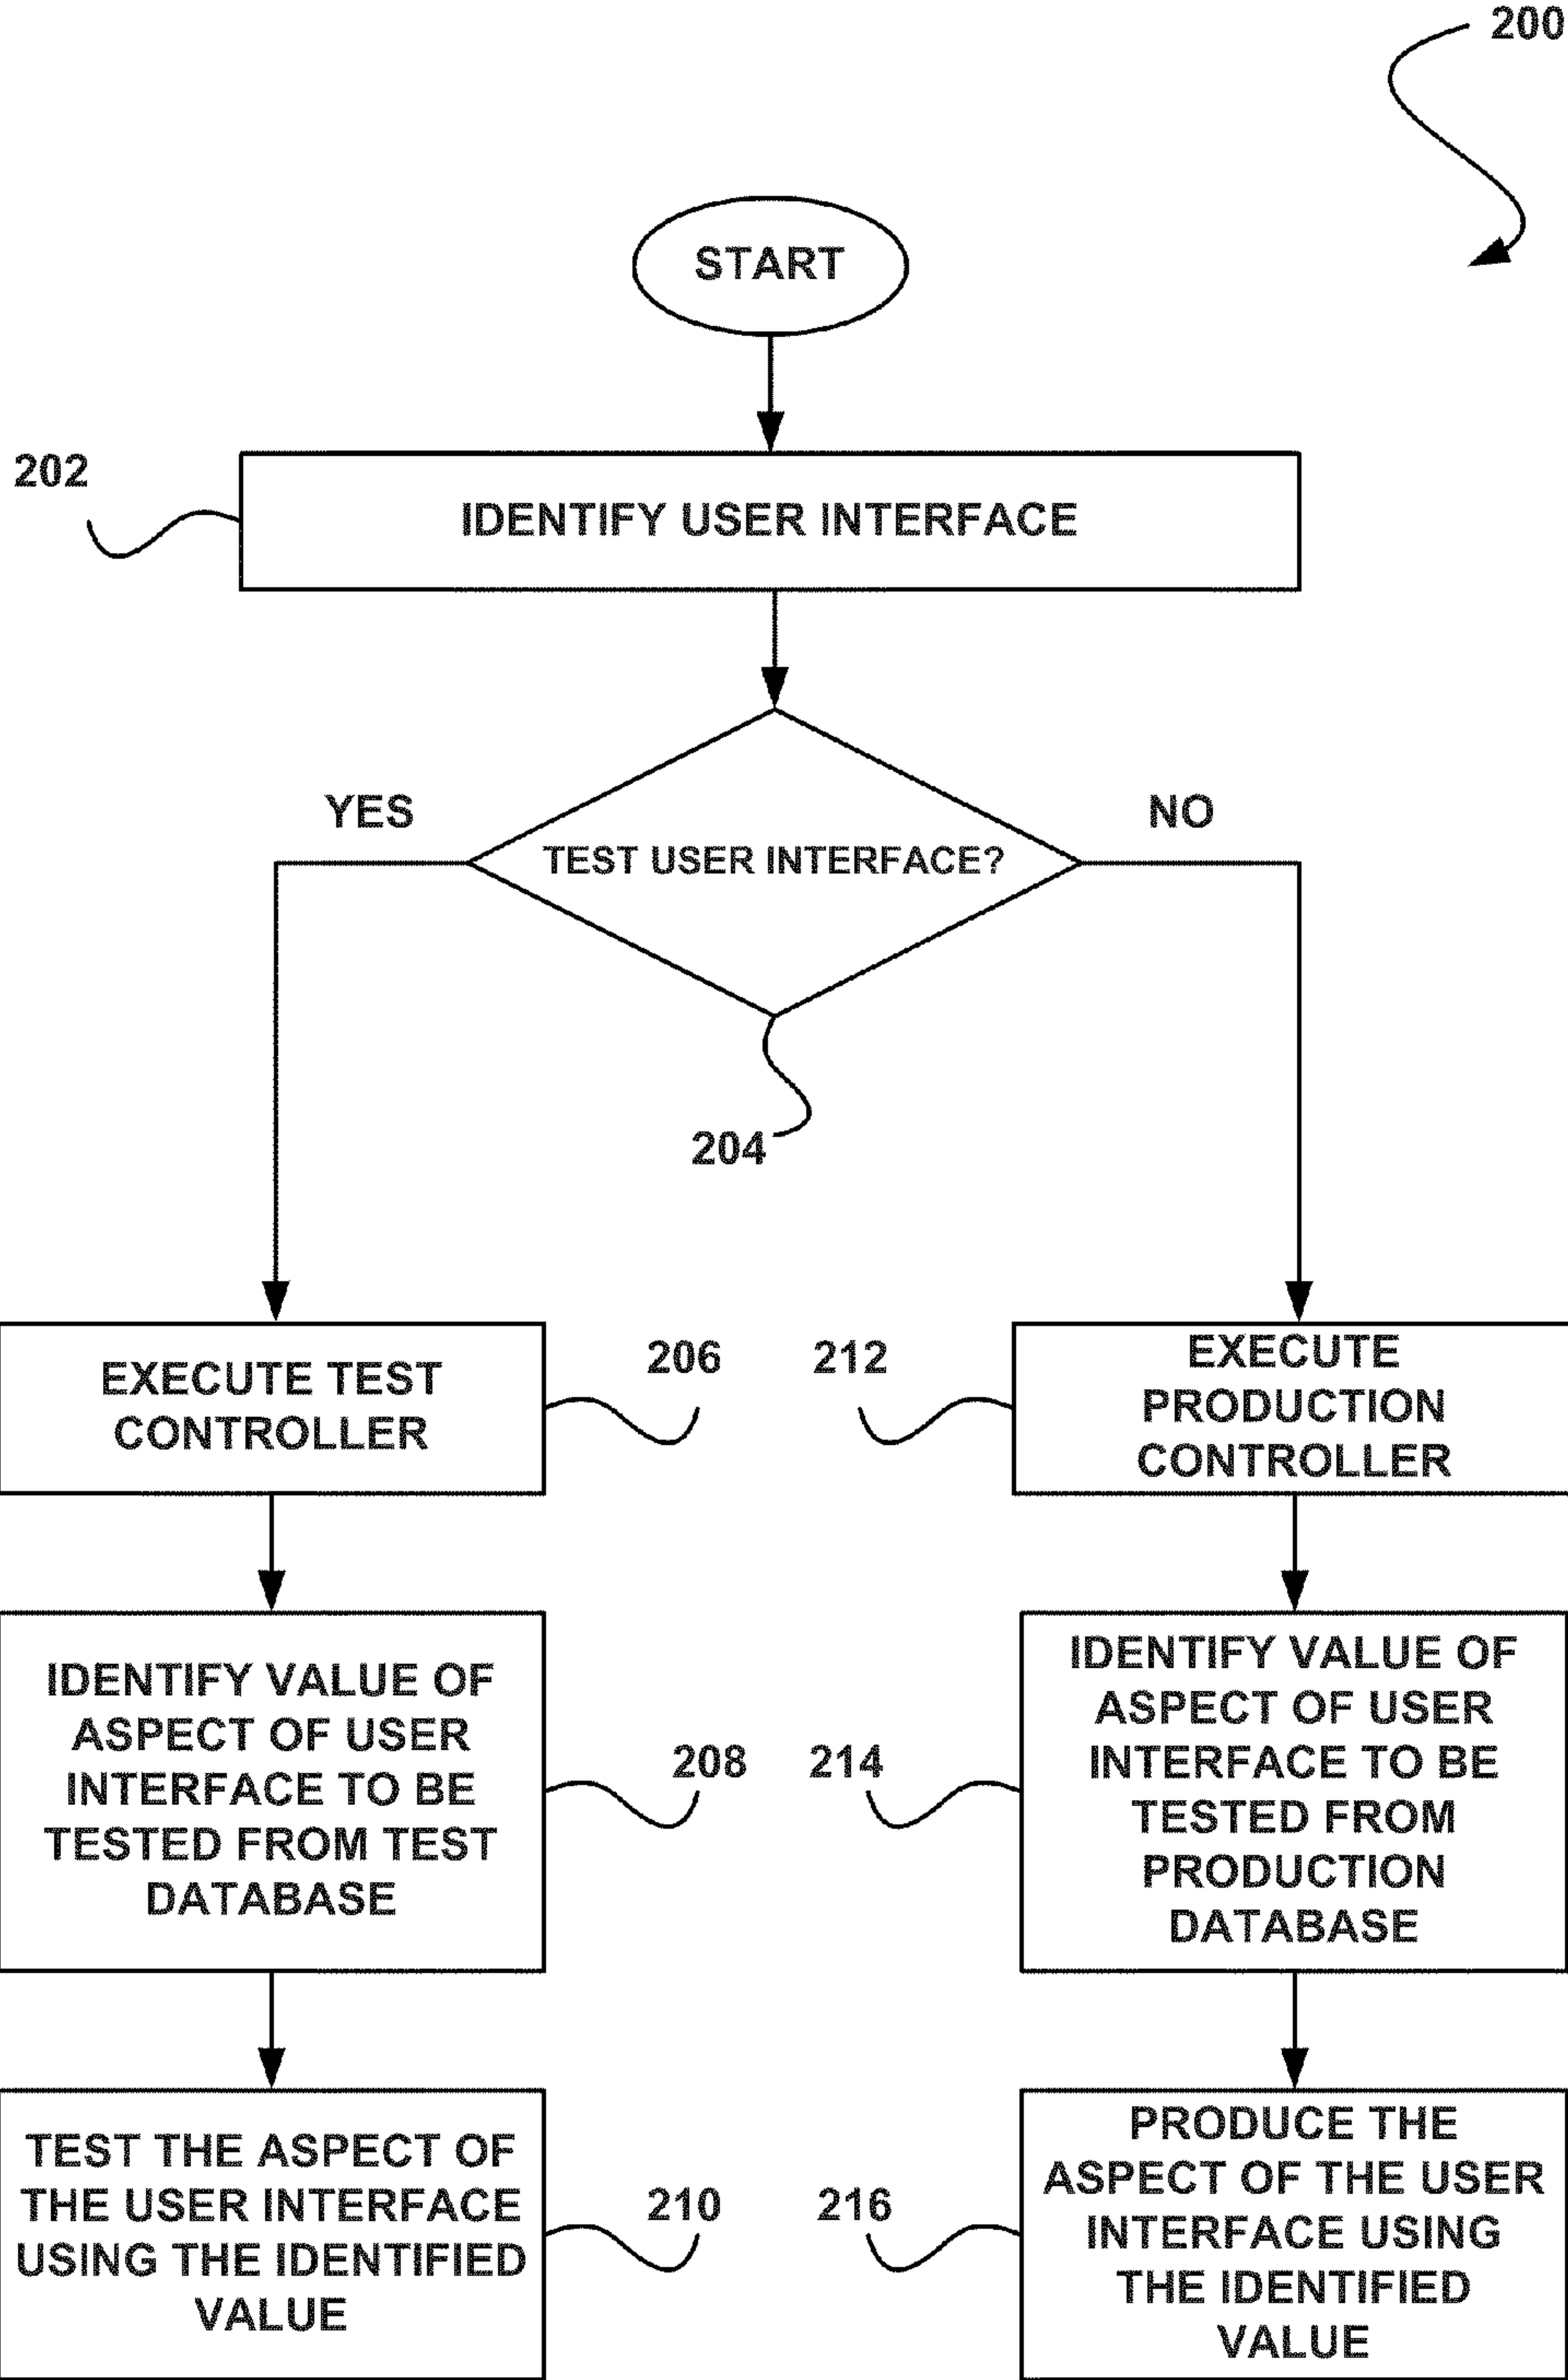 200
START
202
IDENTIFY USER INTERFACE
YES
NO
TEST USER INTERFACE?
204
EXECUTE TEST
CONTROLLER
206
212
EXECUTE
PRODUCTION
CONTROLLER
IDENTIFY VALUE OF
ASPECT OF USER
INTERFACE TO BE
TESTED FROM TEST
DATABASE
208
214
IDENTIFY VALUE OF
ASPECT OF USER
INTERFACE TO BE
TESTED FROM
PRODUCTION
DATABASE
TEST THE ASPECT OF
THE USER INTERFACE
USING THE IDENTIFIED
VALUE
210
216
PRODUCE THE
ASPECT OF THE USER
INTERFACE USING
THE IDENTIFIED
VALUE